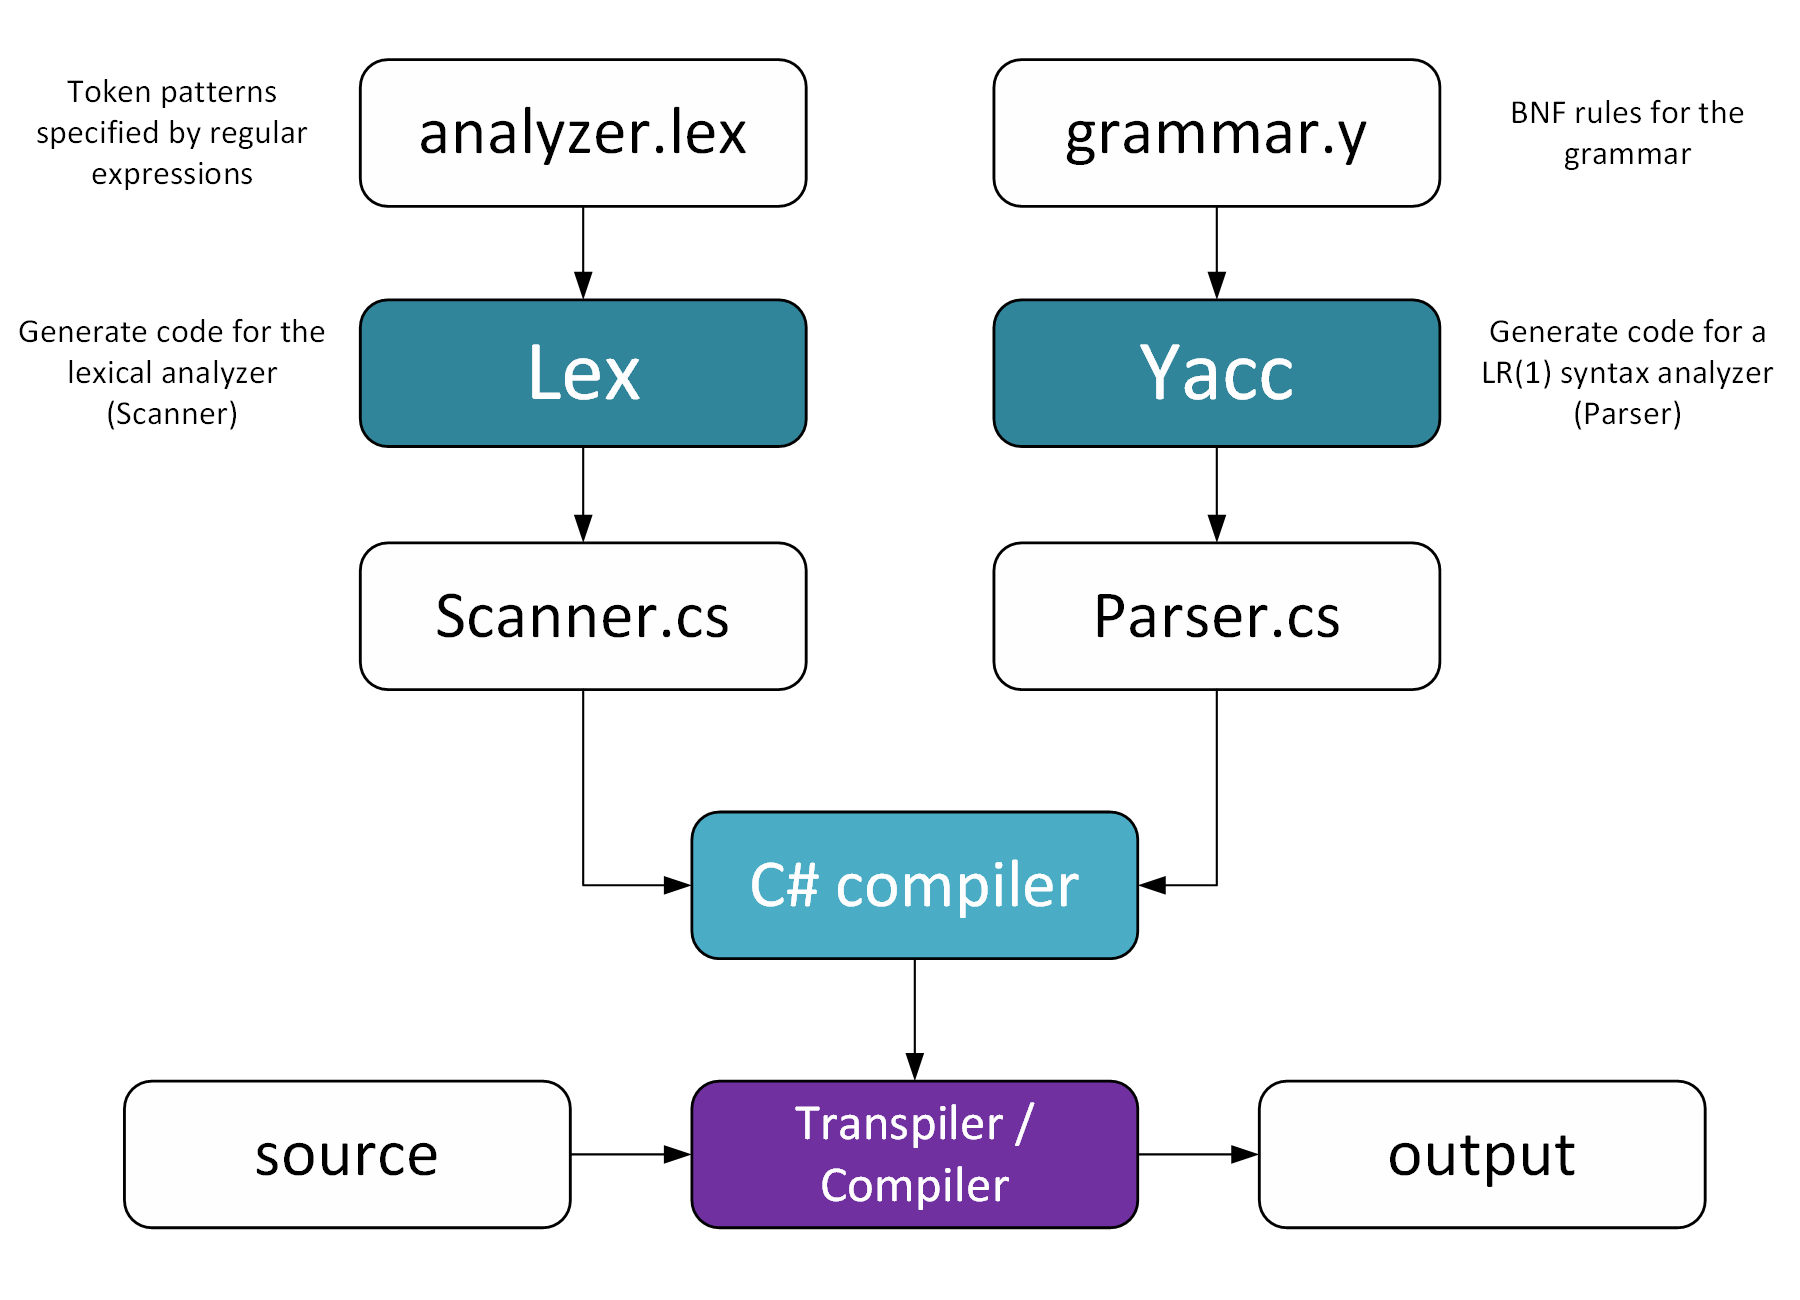 Token patterns
specified by regular
expressions
analyzer.lex
grammar.y
BNF rules for the
grammar
Generate code for the
lexical analyzer
(Scanner)
Lex
Yacc
Generate code for a
LR(1) syntax analyzer
(Parser)
Scanner.cs
Parser.cs
C# compiler
source
Transpiler /
Compiler
output